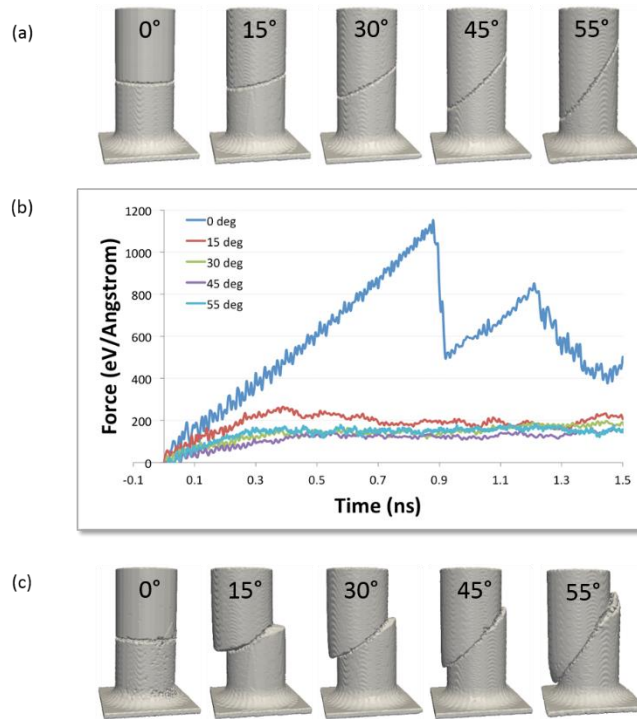 (a)
0° 15° 30° 45° 55°
(b)
1200
1000
800
600
400
200
0
Force (eV/Angstrom)
0 deg
15 deg
30 deg
45 deg
55 deg
-0.1 0.1 0.3 0.5 0.7 0.9 1.1 1.3 1.5
Time (ns)
(c)
0° 15° 30° 45° 55°